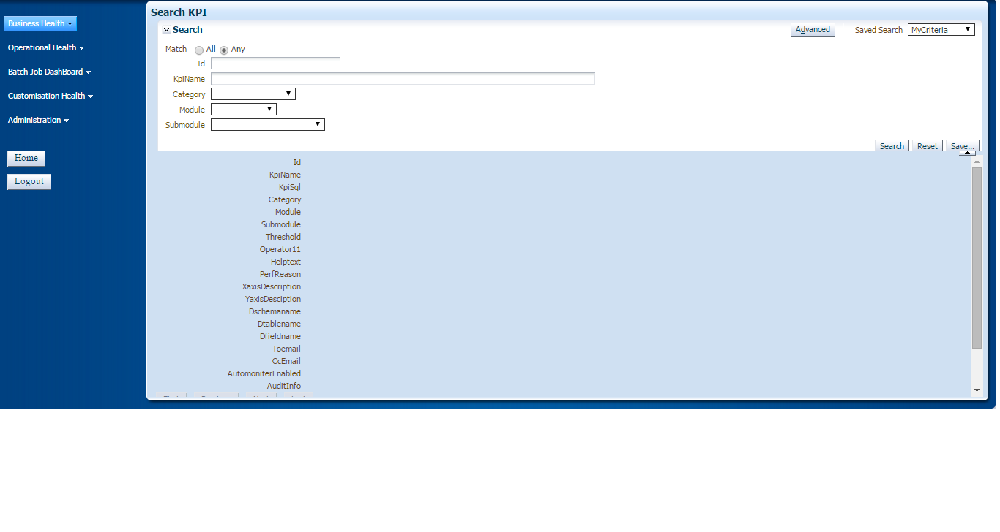 Search KPI
Business Health
Operational Health
Batch Job DashBoard
Customisation Health
Administration
Home
Logout
Search
Advanced
Saved Search
MyCriteria
Match All Any
Id
KpiName
Category
Module
Submodule
Search Reset Save...
Id
KpiName
KpiSql
Category
Module
Submodule
Threshold
Operator11
Helptext
PerfReason
XaxisDescription
YaxisDesciption
Dschemaname
Dtablename
Dfieldname
Toemail
CcEmail
AutomoniterEnabled
AuditInfo